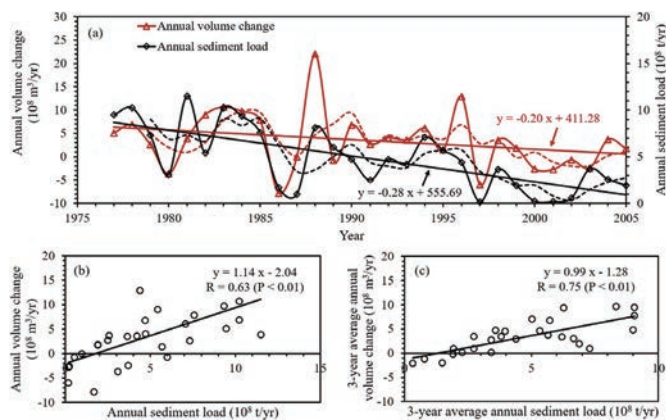 (a)
Annual volume change
Annual sediment load
Annual volume change
(10⁸ m³/yr)
30
25
20
15
10
5
0
-5
-10
Annual sediment load (10⁸ t/yr)
20
15
10
5
0
y = -0.20 x + 411.28
y = -0.28 x + 555.69
1975 1980 1985 1990 1995 2000 2005
Year
(b)
y = 1.14 x - 2.04
R = 0.63 (P < 0.01)
Annual volume change
(10⁸ m³/yr)
20
15
10
5
0
-5
-10
0 5 10 15
Annual sediment load (10⁸ t/yr)
(c)
y = 0.99 x - 1.28
R = 0.75 (P < 0.01)
3-year average annual
volume change (10⁸ m³/yr)
20
15
10
5
0
-5
-10
0 5 10
3-year average annual sediment load (10⁸ t/yr)